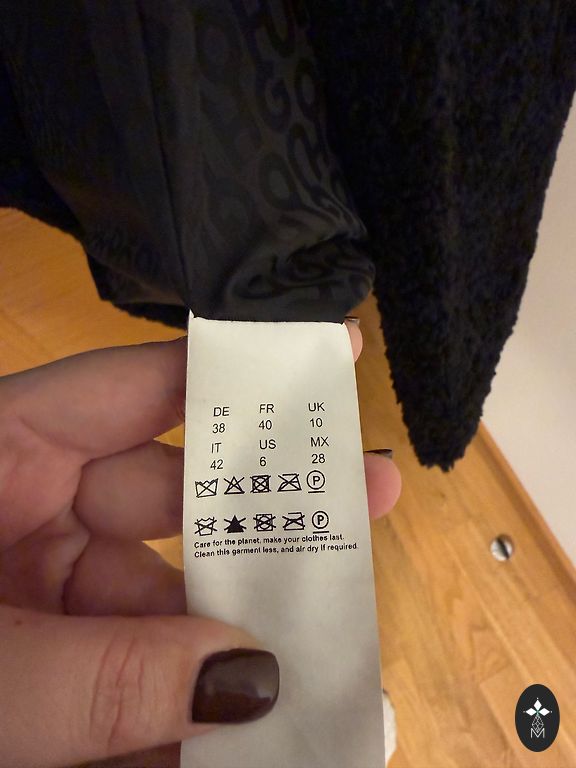 DE FR UK
38 40 10
IT US MX
42 6 28
P
P
Care for the planet, make your clothes last.
Clean this garment less, and air dry if required.
M